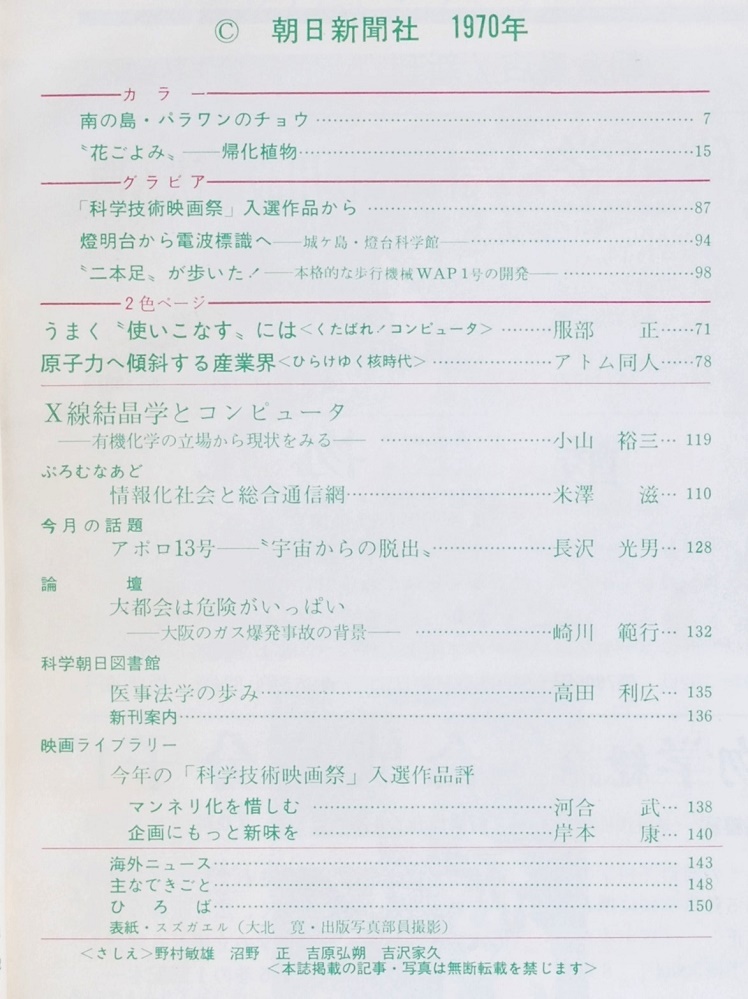 © 朝日新聞社 1970年
カラー
南の島・パラワンのチョウ……7
〝花ごよみ〟――帰化植物……15
グラビア
「科学技術映画祭」入選作品から……87
燈明台から電波標識へ――城ケ島・燈台科学館――……94
〝二本足〟が歩いた！――本格的な歩行機械WAP1号の開発――……98
2色ページ
うまく〝使いこなす〟には＜くたばれ！コンピュータ＞……服部 正……71
原子力へ傾斜する産業界＜ひらけゆく核時代＞……アトム同人……78
X線結晶学とコンピュータ
――有機化学の立場から現状をみる――……小山 裕三…119
ぷろむなあど
情報化社会と総合通信網……米澤 滋…110
今月の話題
アポロ13号――〝宇宙からの脱出〟……長沢 光男…128
論壇
大都会は危険がいっぱい
――大阪のガス爆発事故の背景――……崎川 範行…132
科学朝日図書館
医事法学の歩み……高田 利広…135
新刊案内……136
映画ライブラリー
今年の「科学技術映画祭」入選作品評
マンネリ化を惜しむ……河合 武…138
企画にもっと新味を……岸本 康…140
海外ニュース……143
主なできごと……148
ひろば……150
表紙・スズガエル（大北 寛・出版写真部員撮影）
＜さしえ＞野村敏雄 沼野 正 吉原弘朔 吉沢家久
＜本誌掲載の記事・写真は無断転載を禁じます＞